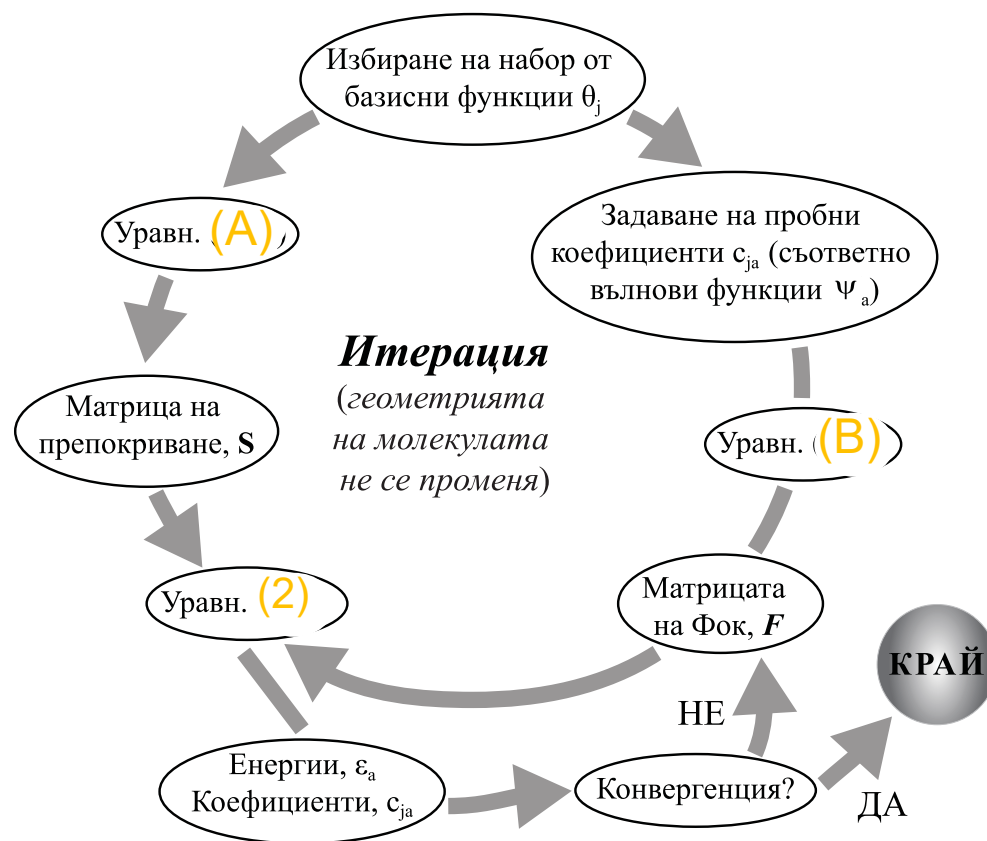 Избиране на набор от
базисни функции θj
Уравн. (A)
Задаване на пробни
коефициенти cja (съответно
вълнови функции Ψa)
Итерация
(геометрията
на молекулата
не се променя)
Матрица на
препокриване, S
Уравн. (B)
Уравн. (2)
Матрицата
на Фок, F
КРАЙ
НЕ
Енергии, εa
Коефициенти, cja
Конвергенция?
ДА